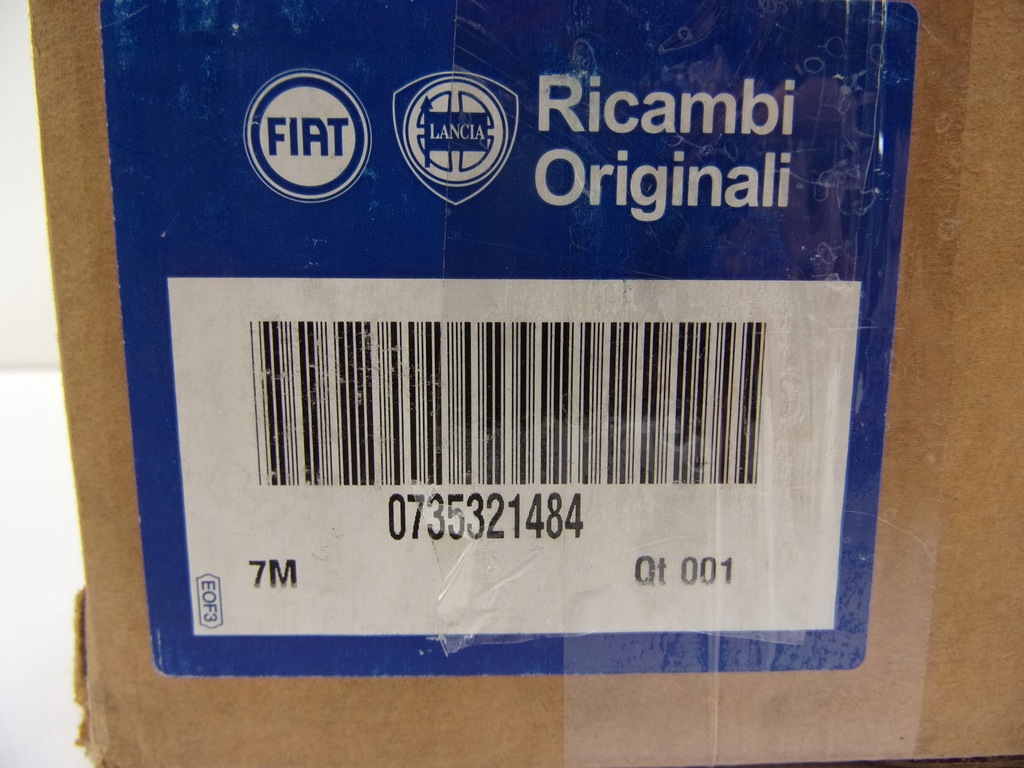 FIAT
LANCIA
Ricambi
Originali
0735321484
7M
Qt 001
EOF3